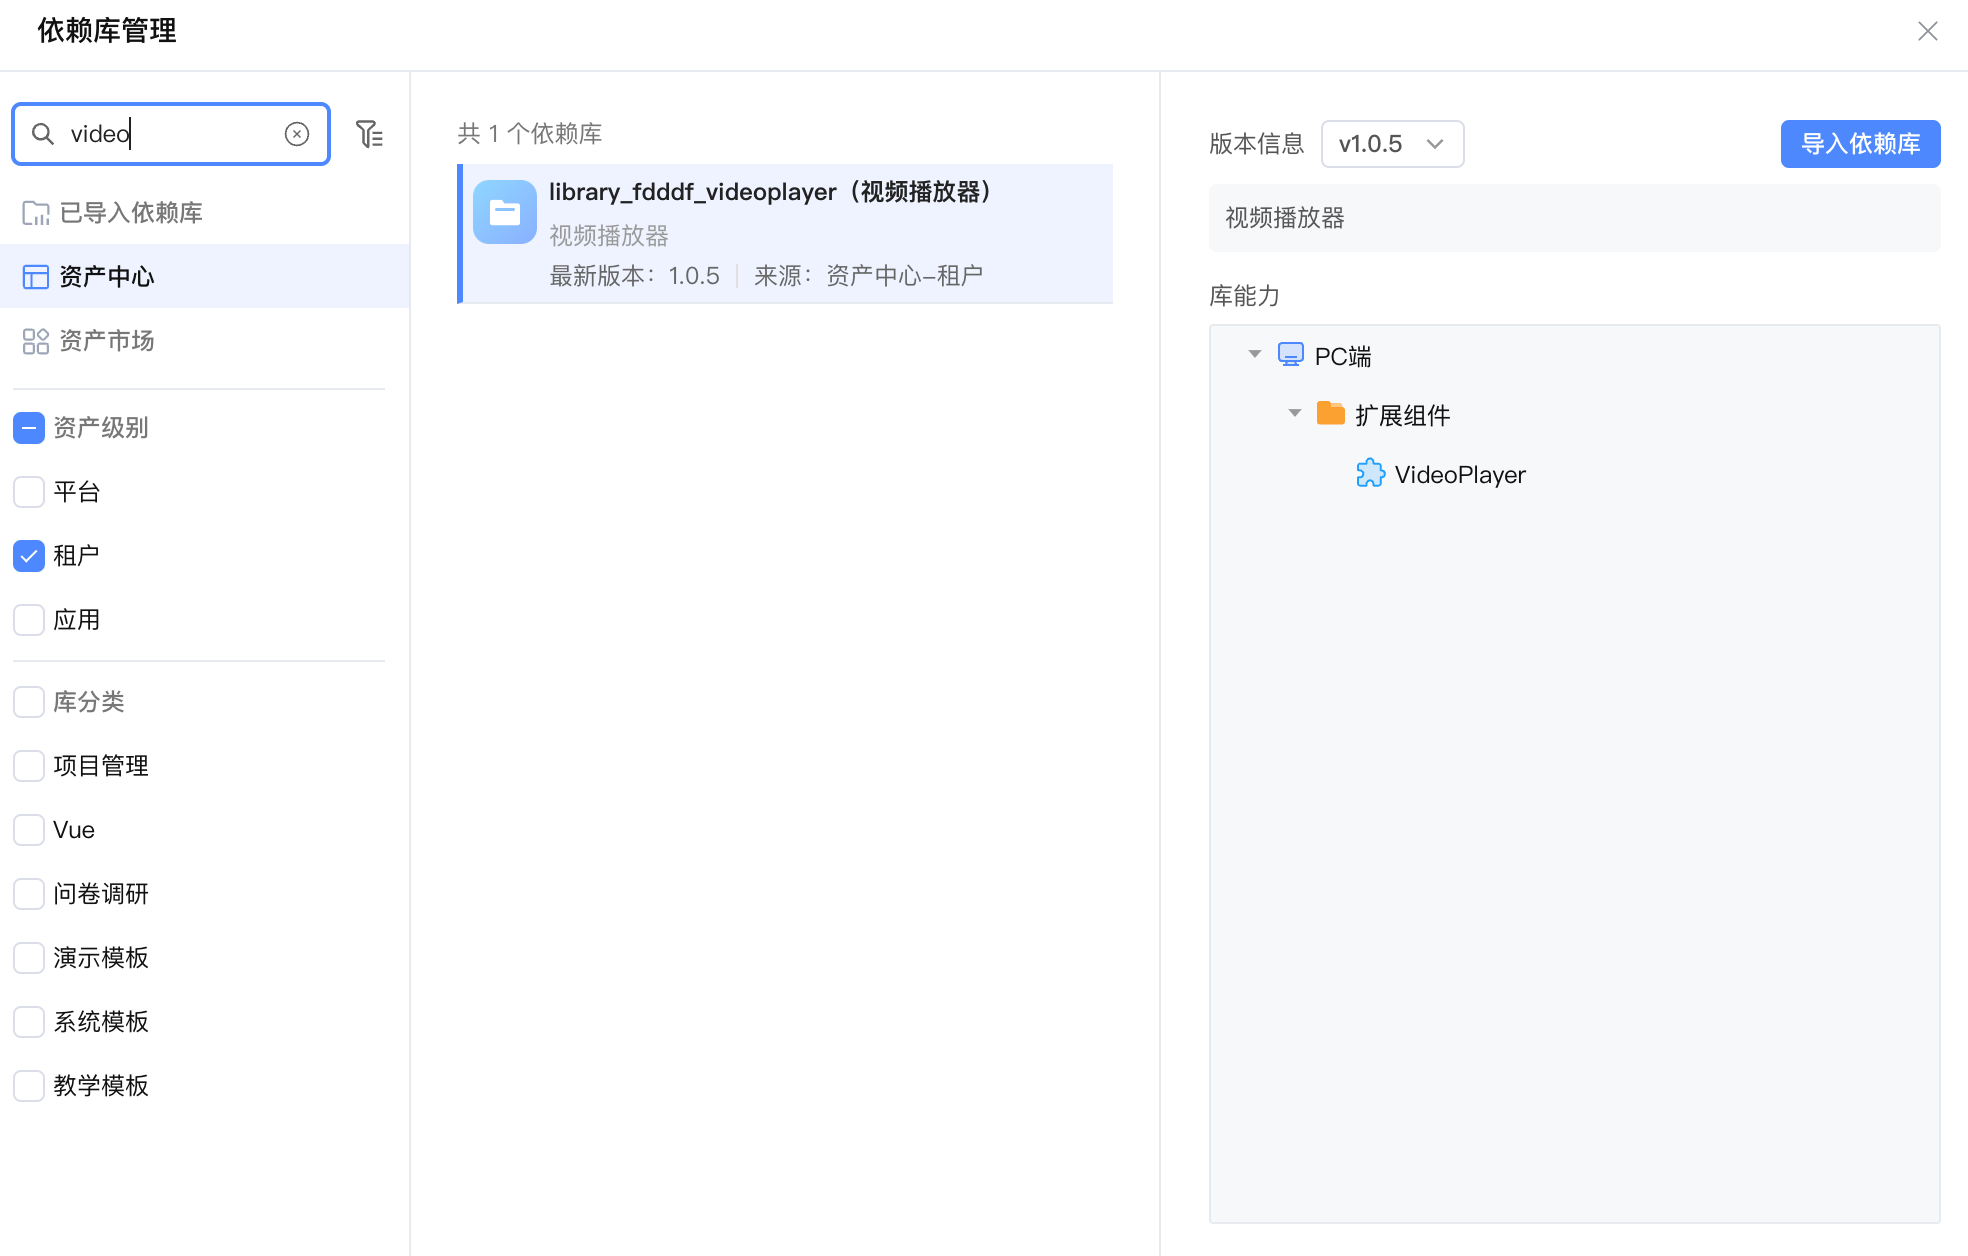 依赖库管理
video
已导入依赖库
资产中心
资产市场
资产级别
平台
租户
应用
库分类
项目管理
Vue
问卷调研
演示模板
系统模板
教学模板
共 1 个依赖库
library_fdddf_videoplayer（视频播放器）
视频播放器
最新版本：1.0.5 | 来源：资产中心-租户
版本信息 v1.0.5 导入依赖库
视频播放器
库能力
PC端
扩展组件
VideoPlayer